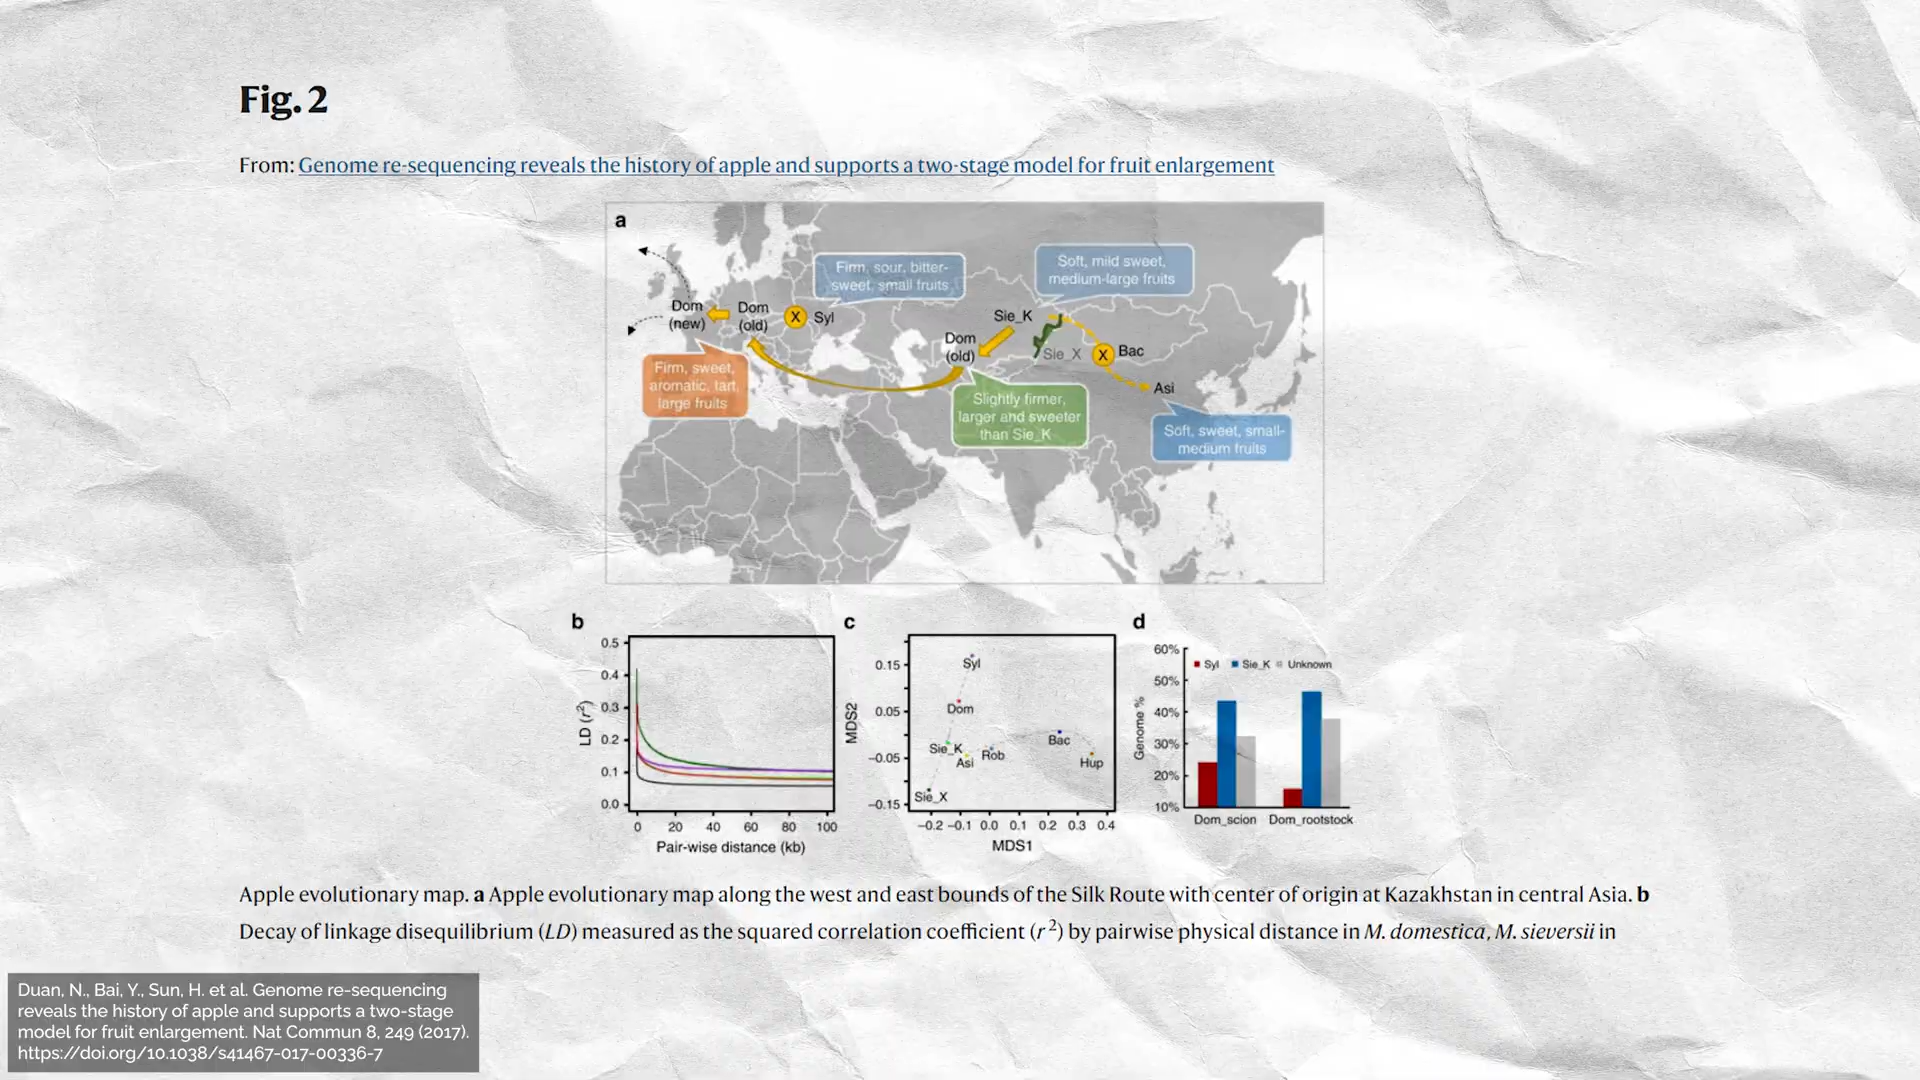 Fig. 2
From: Genome re-sequencing reveals the history of apple and supports a two-stage model for fruit enlargement
a
Firm, sour, bitter-
sweet, small fruits
Soft, mild sweet,
medium-large fruits
Dom
(new)
Dom
(old)
X
Syl
Sie_K
Dom
(old)
Sie_X
X
Bac
Asi
Firm, sweet,
aromatic, tart,
large fruits
Slightly firmer,
larger and sweeter
than Sie_K
Soft, sweet, small-
medium fruits
b
0.5
0.4
0.3
0.2
0.1
0.0
LD (r²)
0 20 40 60 80 100
Pair-wise distance (kb)
c
0.15
0.05
−0.05
−0.15
MDS2
Syl
Dom
Sie_K
Asi
Rob
Bac
Hup
Sie_X
−0.2 −0.1 0.0 0.1 0.2 0.3 0.4
MDS1
d
60%
50%
40%
30%
20%
10%
Genome %
Syl Sie_K Unknown
Dom_scion Dom_rootstock
Apple evolutionary map. a Apple evolutionary map along the west and east bounds of the Silk Route with center of origin at Kazakhstan in central Asia. b
Decay of linkage disequilibrium (LD) measured as the squared correlation coefficient (r²) by pairwise physical distance in M. domestica, M. sieversii in
Duan, N., Bai, Y., Sun, H. et al. Genome re-sequencing
reveals the history of apple and supports a two-stage
model for fruit enlargement. Nat Commun 8, 249 (2017).
https://doi.org/10.1038/s41467-017-00336-7